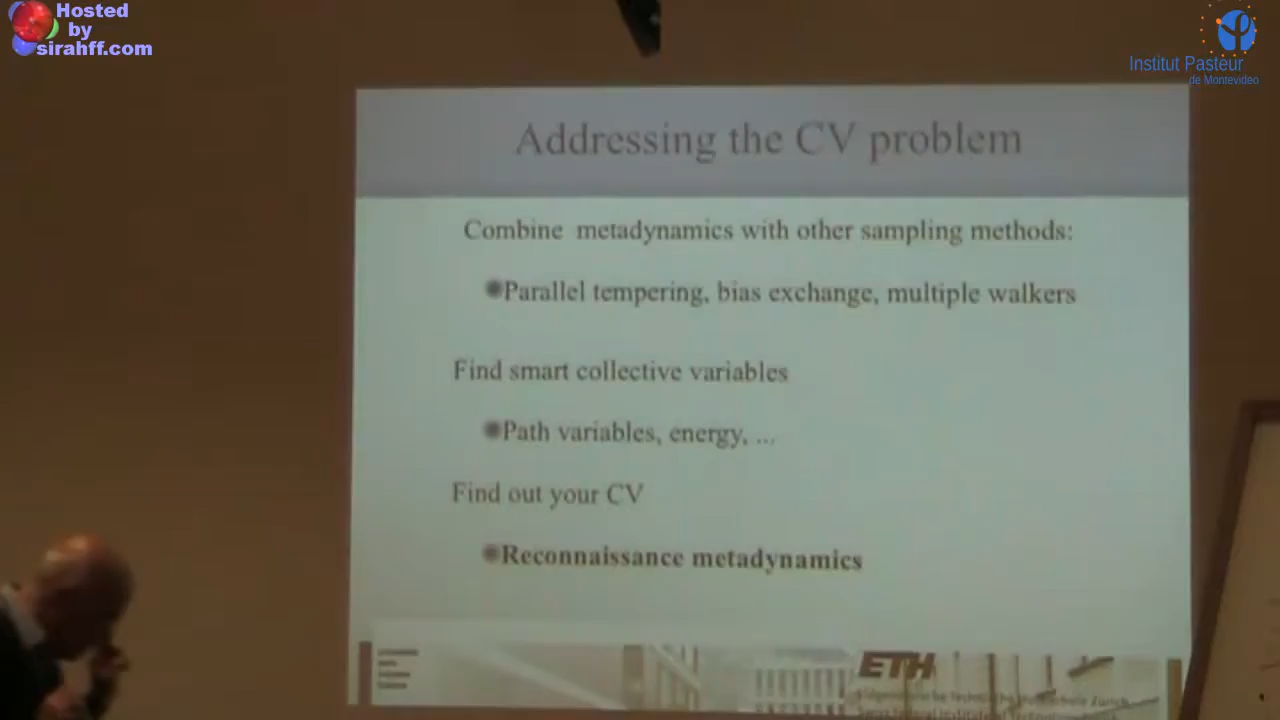 Hosted
by
sirahff.com
Institut Pasteur
de Montevideo
Addressing the CV problem
Combine metadynamics with other sampling methods:
Parallel tempering, bias exchange, multiple walkers
Find smart collective variables
Path variables, energy, ...
Find out your CV
Reconnaissance metadynamics
ETH